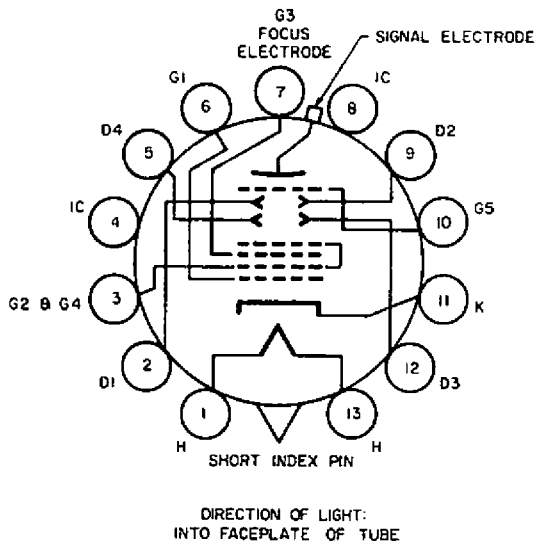 G3
FOCUS
ELECTRODE
SIGNAL ELECTRODE
G1
IC
7
6
8
D4
D2
5
9
IC
G5
4
10
G2 & G4
3
11
K
2
12
D1
D3
1
13
H
H
SHORT INDEX PIN
DIRECTION OF LIGHT:
INTO FACEPLATE OF TUBE